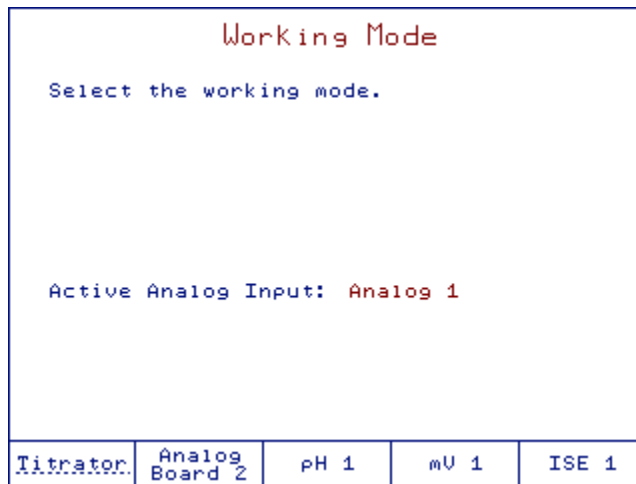 Working Mode
Select the working mode.
Active Analog Input: Analog 1
Titrator
Analog
Board 2
pH 1
mV 1
ISE 1